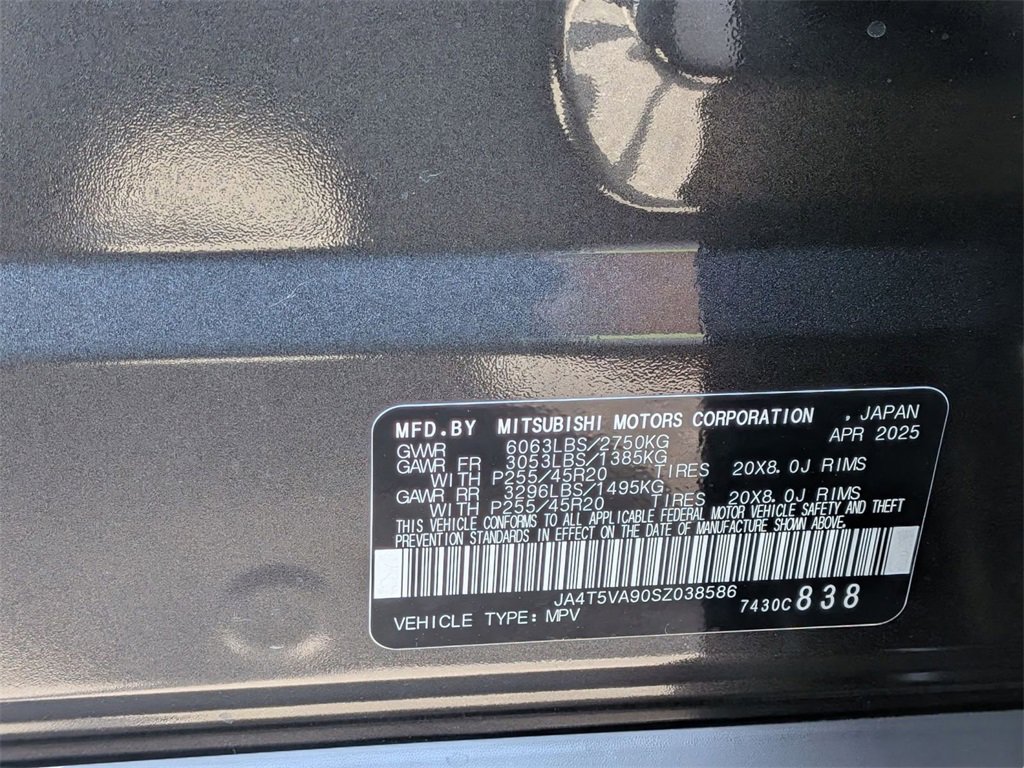 MFD.BY MITSUBISHI MOTORS CORPORATION , JAPAN
APR 2025
GVWR 6063LBS/2750KG
GAWR FR 3053LBS/1385KG
WITH P255/45R20 TIRES 20X8.0J RIMS
GAWR RR 3296LBS/1495KG
WITH P255/45R20 TIRES 20X8.0J RIMS
THIS VEHICLE CONFORMS TO ALL APPLICABLE FEDERAL MOTOR VEHICLE SAFETY AND THEFT
PREVENTION STANDARDS IN EFFECT ON THE DATE OF MANUFACTURE SHOWN ABOVE.
JA4T5VA90SZ038586
VEHICLE TYPE: MPV 7430C 838